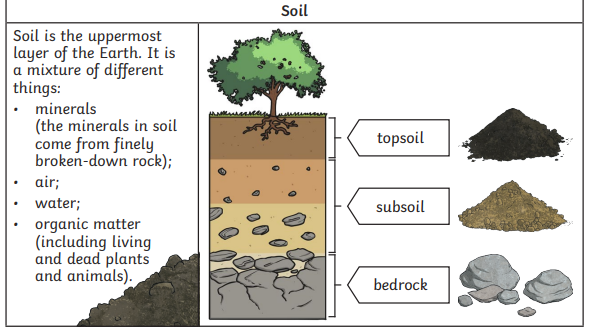 Soil
Soil is the uppermost
layer of the Earth. It is
a mixture of different
things:
• minerals
(the minerals in soil
come from finely
broken-down rock);
• air;
• water;
• organic matter
(including living
and dead plants
and animals).
topsoil
subsoil
bedrock